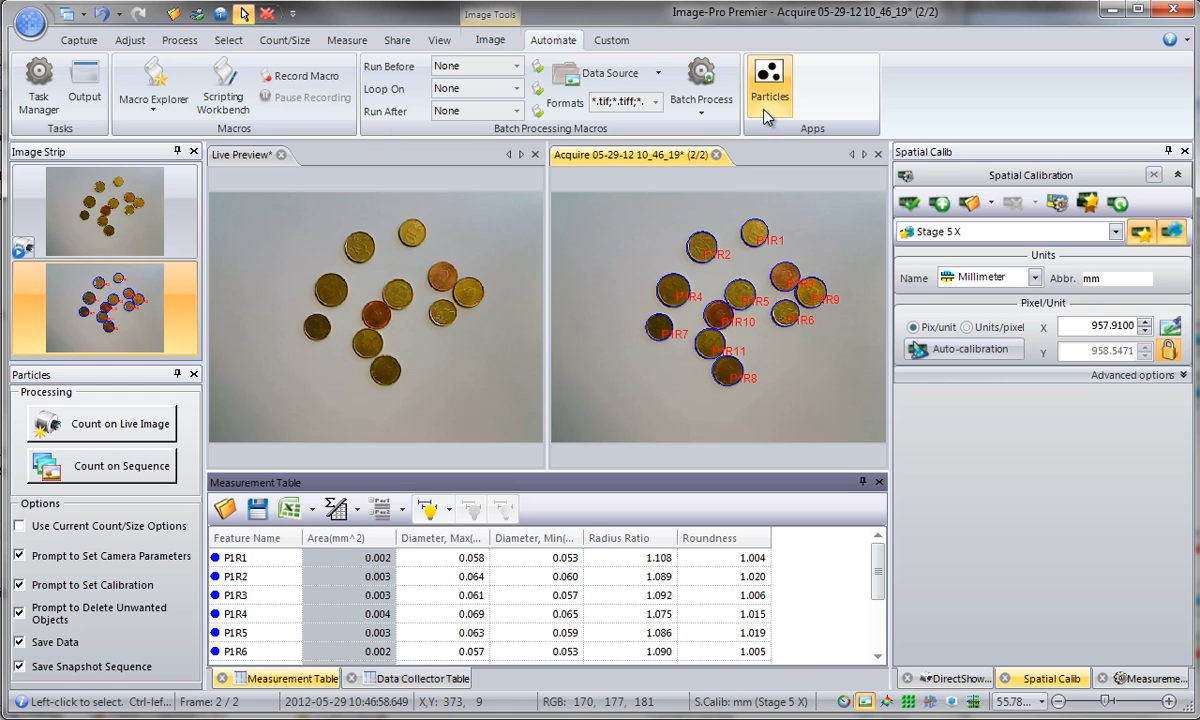 Image Tools
Image-Pro Premier - Acquire 05-29-12 10_46_19* (2/2)
Capture Adjust Process Select Count/Size Measure Share View Image Automate Custom
Task Manager
Output
Tasks
Macro Explorer
Scripting Workbench
Record Macro
Pause Recording
Macros
Run Before None
Loop On None
Run After None
Data Source
Formats *.tif;*.tiff;*.
Batch Process
Batch Processing Macros
Particles
Apps
Image Strip
Live Preview*
Acquire 05-29-12 10_46_19* (2/2)
P1R1
P1R2
P1R4
P1R5
P1R9
P1R10
P1R6
P1R7
P1R11
P1R8
Particles
Processing
Count on Live Image
Count on Sequence
Options
Use Current Count/Size Options
Prompt to Set Camera Parameters
Prompt to Set Calibration
Prompt to Delete Unwanted
Objects
Save Data
Save Snapshot Sequence
Measurement Table
Feature Name Area(mm^2) Diameter, Max(... Diameter, Min(... Radius Ratio Roundness
P1R1 0.002 0.058 0.053 1.108 1.004
P1R2 0.003 0.064 0.060 1.089 1.020
P1R3 0.003 0.061 0.057 1.092 1.006
P1R4 0.004 0.069 0.065 1.075 1.015
P1R5 0.003 0.063 0.059 1.086 1.019
P1R6 0.002 0.057 0.053 1.090 1.005
Measurement Table Data Collector Table
Spatial Calib
Spatial Calibration
Stage 5 X
Units
Name Millimeter Abbr. mm
Pixel/Unit
Pix/unit Units/pixel X 957.9100
Auto-calibration Y 958.5471
Advanced options
DirectShow... Spatial Calib Measureme...
Left-click to select. Ctrl-lef... Frame: 2 / 2 2012-05-29 10:46:58.649 X,Y: 373, 9 RGB: 170, 177, 181 S.Calib: mm (Stage 5 X) 55.78...